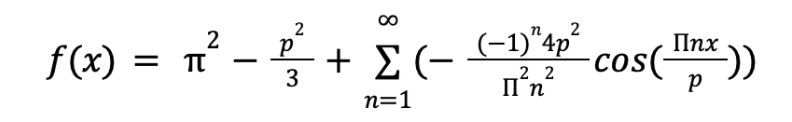 f(x) = π² − p²/3 + ∞∑n=1 (− (−1)ⁿ4p²/Π²n² cos(Πnx/p))